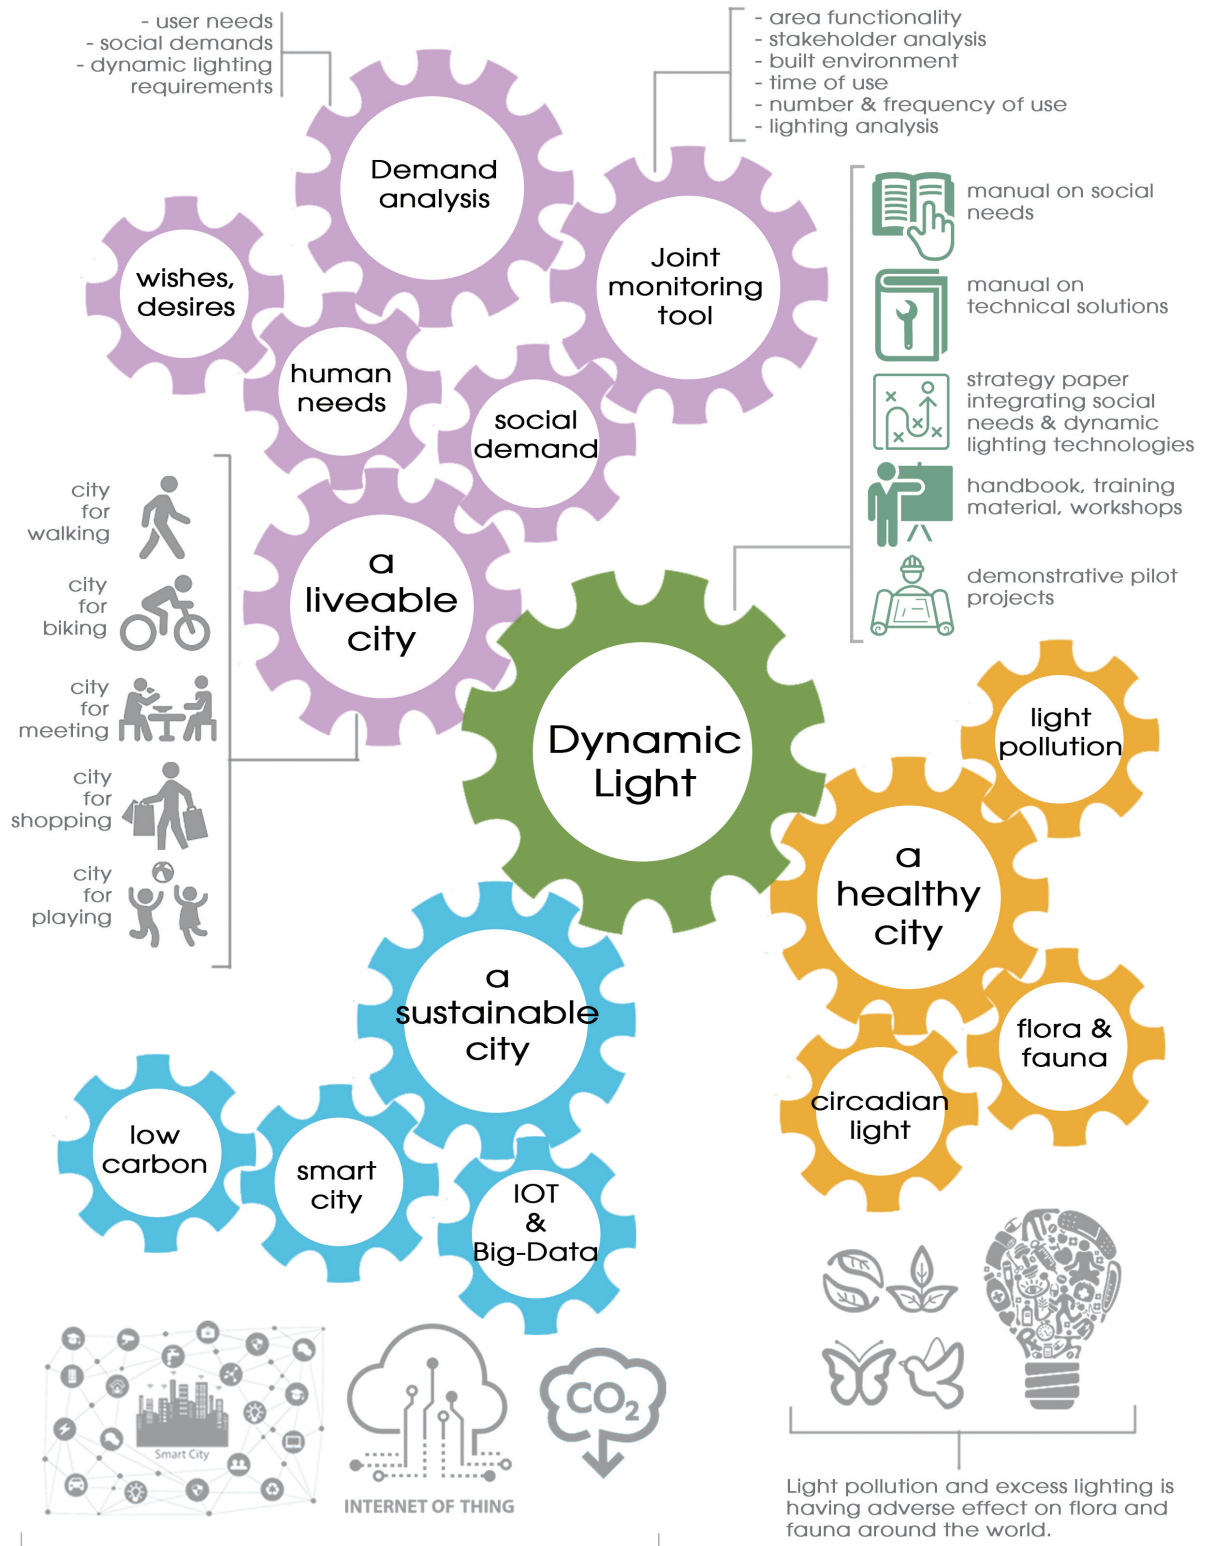 - user needs
- social demands
- dynamic lighting
requirements
- area functionality
- stakeholder analysis
- built environment
- time of use
- number & frequency of use
- lighting analysis
Demand
analysis
wishes,
desires
Joint
monitoring
tool
human
needs
social
demand
manual on social
needs
manual on
technical solutions
strategy paper
integrating social
needs & dynamic
lighting technologies
handbook, training
material, workshops
demonstrative pilot
projects
city
for
walking
city
for
biking
city
for
meeting
city
for
shopping
city
for
playing
a
liveable
city
Dynamic
Light
light
pollution
a
healthy
city
flora &
fauna
circadian
light
a
sustainable
city
low
carbon
smart
city
IOT
&
Big-Data
Smart City
INTERNET OF THING
CO2
Light pollution and excess lighting is
having adverse effect on flora and
fauna around the world.